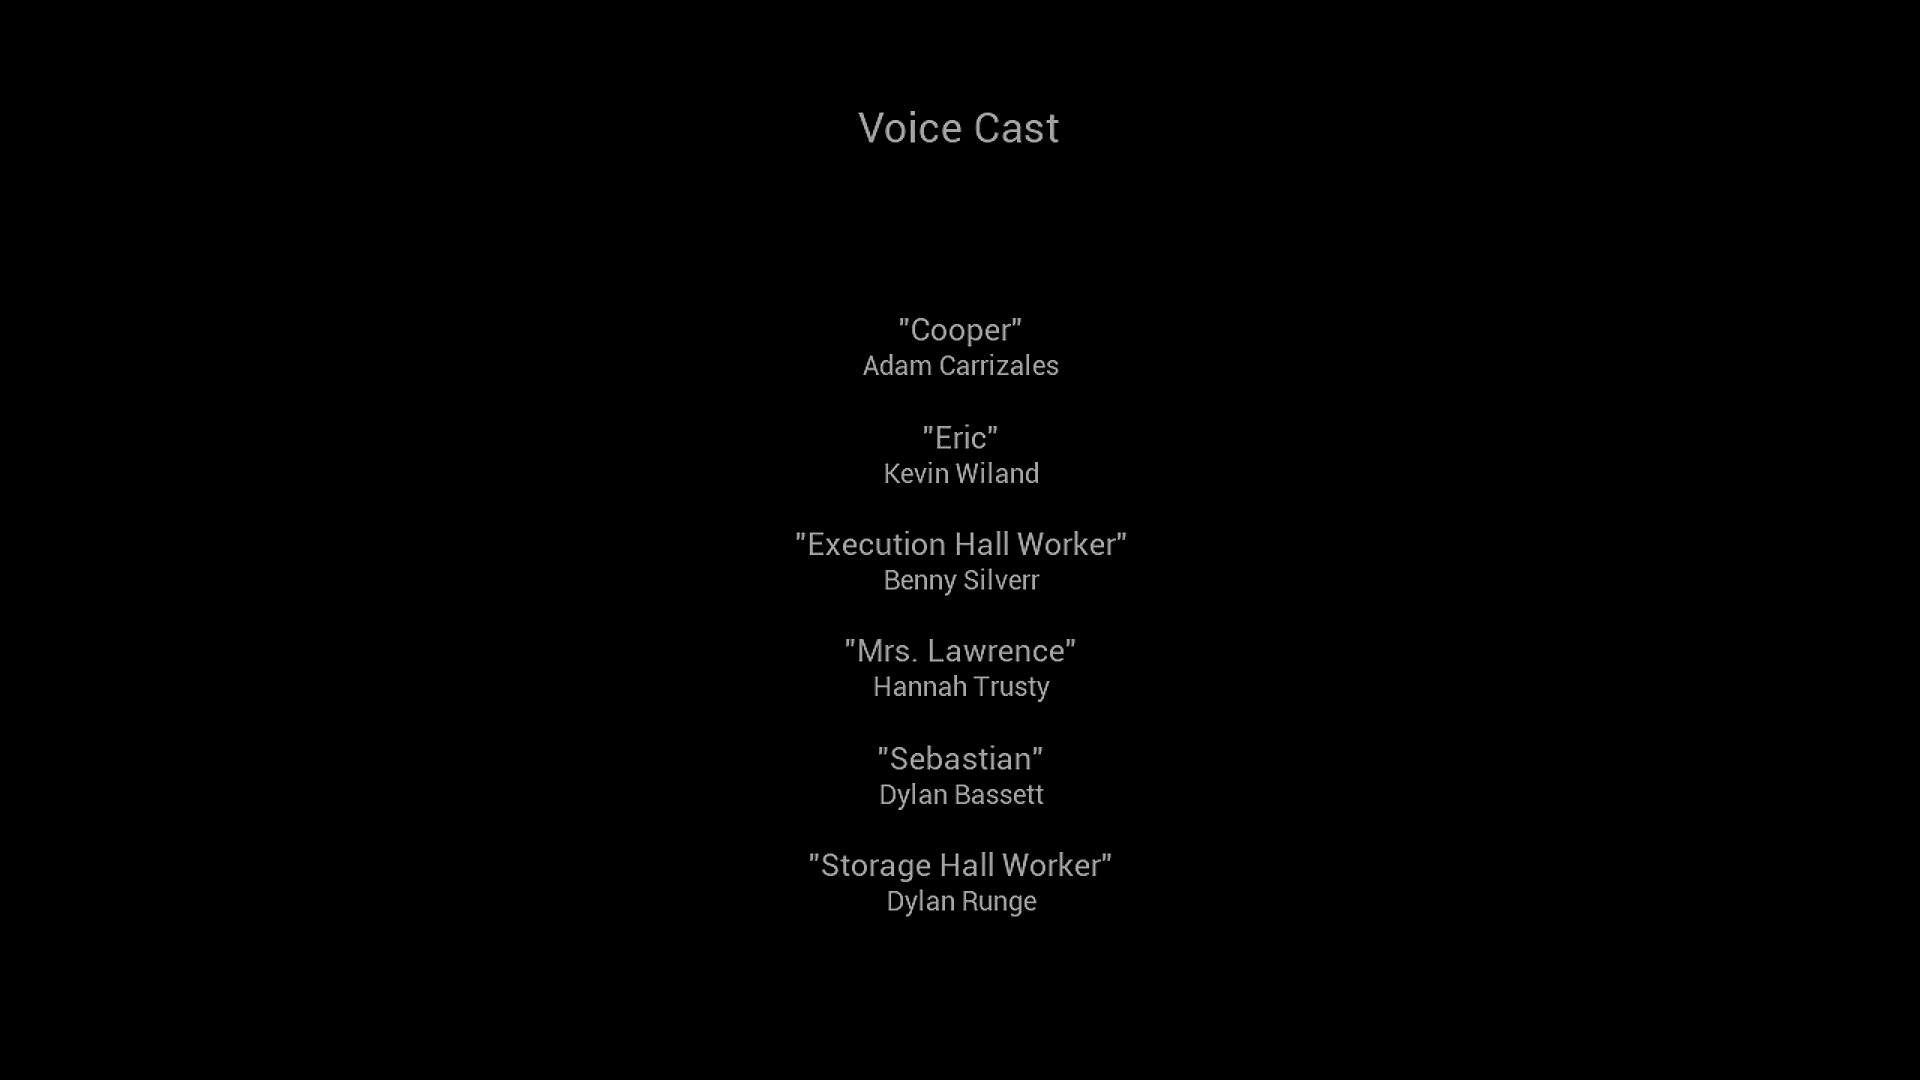 Voice Cast
"Cooper"
Adam Carrizales
"Eric"
Kevin Wiland
"Execution Hall Worker"
Benny Silverr
"Mrs. Lawrence"
Hannah Trusty
"Sebastian"
Dylan Bassett
"Storage Hall Worker"
Dylan Runge